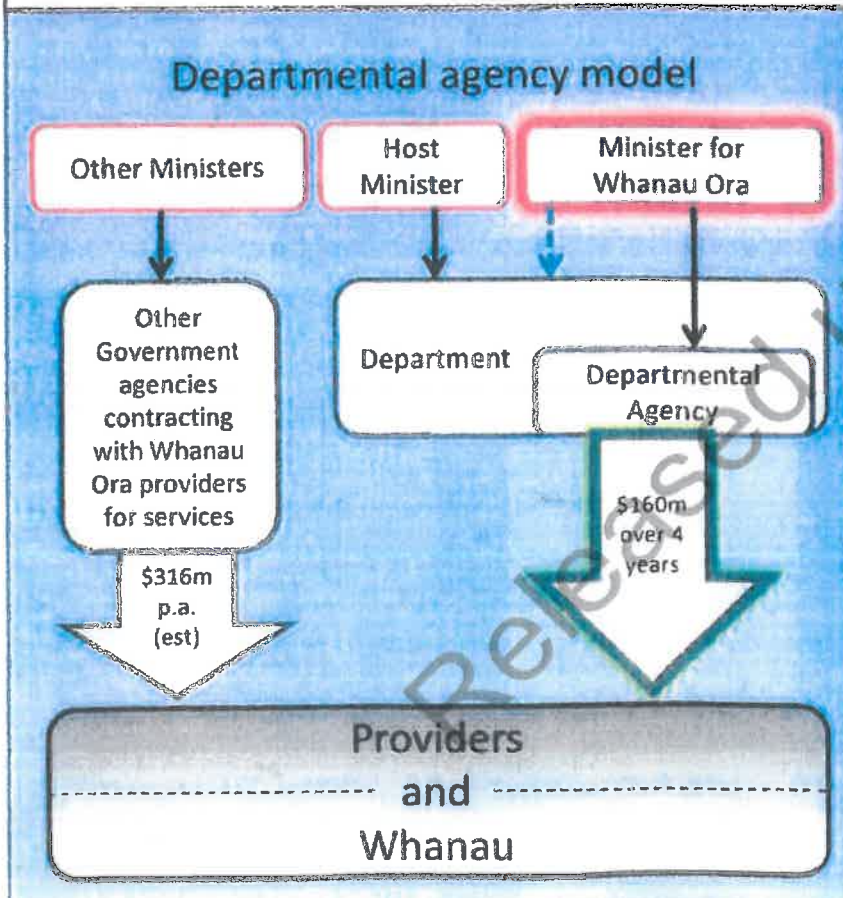 Departmental agency model
Other Ministers
Host
Minister
Minister for
Whanau Ora
Other
Government
agencies
contracting
with Whanau
Ora providers
for services
Department
Departmental
Agency
$316m
p.a.
(est)
$160m
over 4
years
Providers
and
Whanau
Released